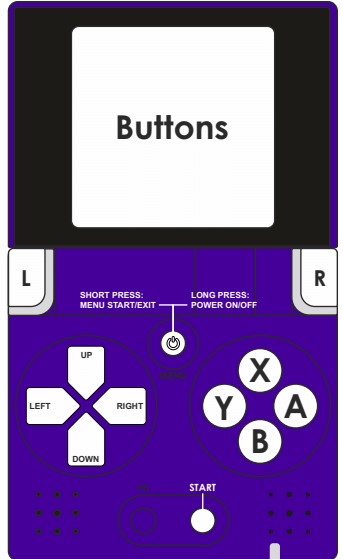 Buttons
L
R
SHORT PRESS:
MENU START/EXIT
LONG PRESS:
POWER ON/OFF
UP
LEFT
RIGHT
DOWN
X
Y
A
B
START